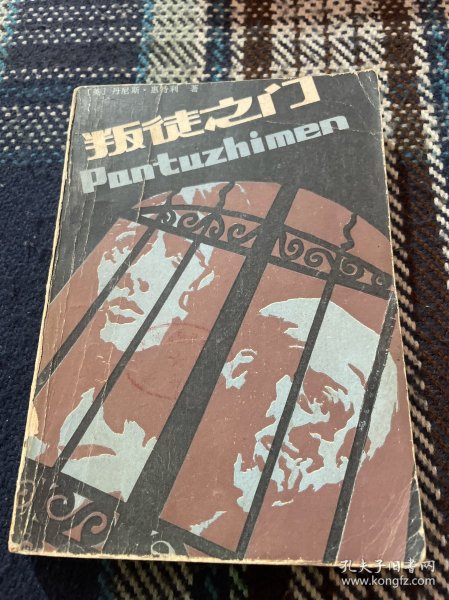 〔英〕丹尼斯·惠特利 著
叛徒之门
Pantuzhimen
孔夫子旧书网
www.kongfz.com